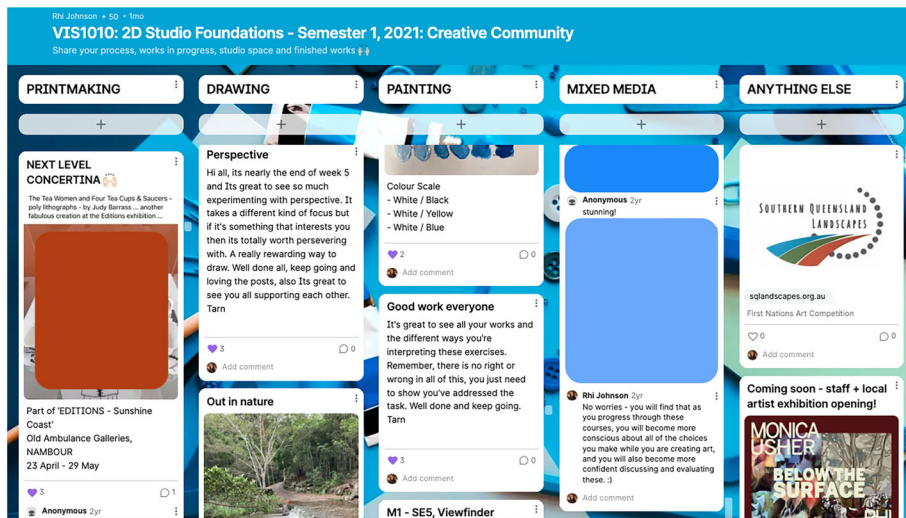 Rhi Johnson + 50 • 1mo
VIS1010: 2D Studio Foundations - Semester 1, 2021: Creative Community
Share your process, works in progress, studio space and finished works 🙌🏻
PRINTMAKING
NEXT LEVEL
CONCERTINA 🙌🏻
The Tea Women and Four Tea Cups & Saucers -
poly lithographs - by Judy Barrass ... another
fabulous creation at the Editions exhibition ...
Part of 'EDITIONS - Sunshine
Coast'
Old Ambulance Galleries,
NAMBOUR
23 April - 29 May
3
1
Anonymous 2yr
DRAWING
Perspective
Hi all, its nearly the end of week 5
and Its great to see so much
experimenting with perspective. It
takes a different kind of focus but
if it's something that interests you
then its totally worth persevering
with. A really rewarding way to
draw. Well done all, keep going and
loving the posts, also Its great to
see you all supporting each other.
Tarn
3
0
Add comment
Out in nature
PAINTING
Colour Scale
- White / Black
- White / Yellow
- White / Blue
2
0
Add comment
Good work everyone
It's great to see all your works and
the different ways you're
interpreting these exercises.
Remember, there is no right or
wrong in all of this, you just need
to show you've addressed the
task. Well done and keep going.
Tarn
3
0
Add comment
M1 - SE5, Viewfinder
MIXED MEDIA
Anonymous 2yr
stunning!
Rhi Johnson 2yr
No worries - you will find that as
you progress through these
courses, you will become more
conscious about all of the choices
you make while you are creating art,
and you will also become more
confident discussing and evaluating
these. :)
Add comment
ANYTHING ELSE
SOUTHERN QUEENSLAND
LANDSCAPES
sqlandscapes.org.au
First Nations Art Competition
0
0
Add comment
Coming soon - staff + local
artist exhibition opening!
MONICA
USHER
BELOW THE
SURFACE